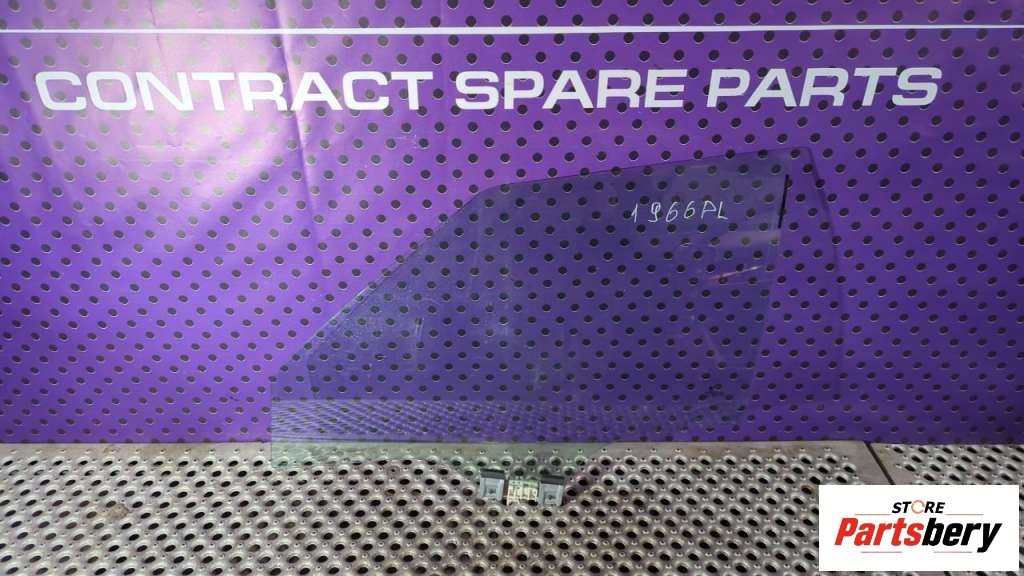 CONTRACT SPARE PARTS
1966PL
STORE
Partsbery